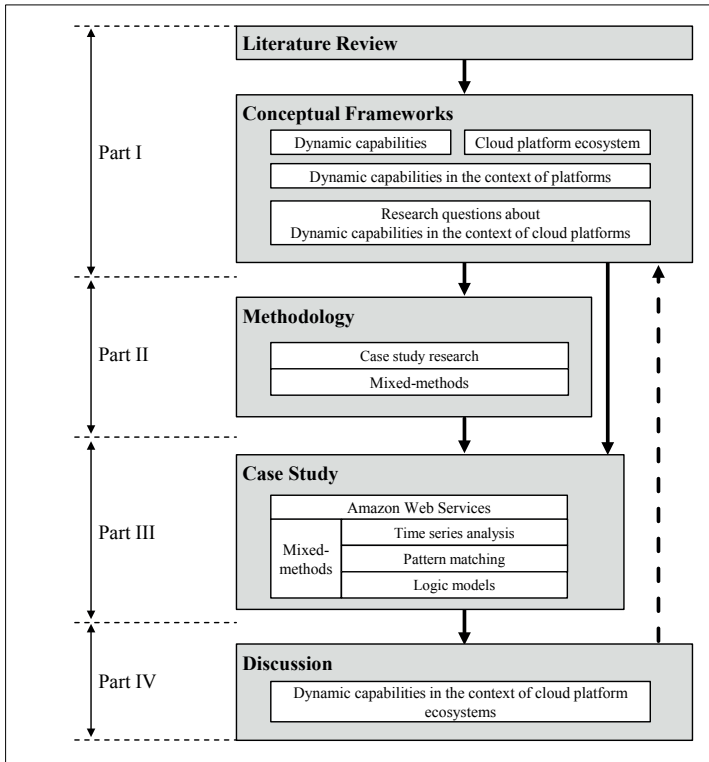 Literature Review
Conceptual Frameworks
Dynamic capabilities
Cloud platform ecosystem
Part I
Dynamic capabilities in the context of platforms
Research questions about
Dynamic capabilities in the context of cloud platforms
Methodology
Part II
Case study research
Mixed-methods
Case Study
Amazon Web Services
Part III
Mixed-
methods
Time series analysis
Pattern matching
Logic models
Discussion
Part IV
Dynamic capabilities in the context of cloud platform
ecosystems